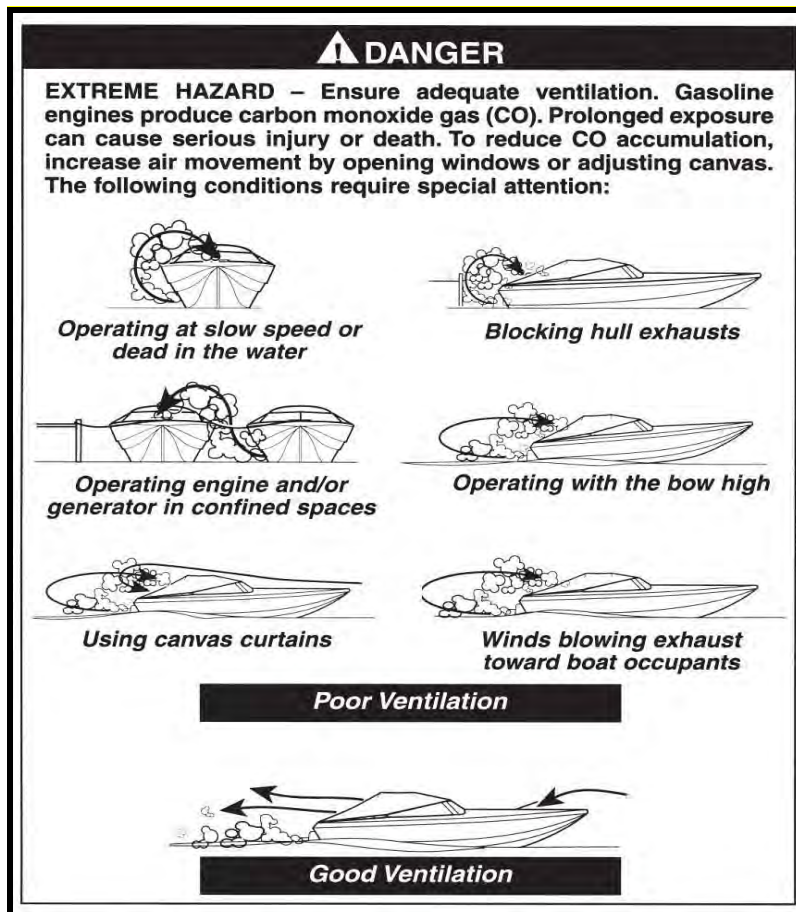 DANGER
EXTREME HAZARD – Ensure adequate ventilation. Gasoline
engines produce carbon monoxide gas (CO). Prolonged exposure
can cause serious injury or death. To reduce CO accumulation,
increase air movement by opening windows or adjusting canvas.
The following conditions require special attention:
Operating at slow speed or
dead in the water
Blocking hull exhausts
Operating engine and/or
generator in confined spaces
Operating with the bow high
Using canvas curtains
Winds blowing exhaust
toward boat occupants
Poor Ventilation
Good Ventilation